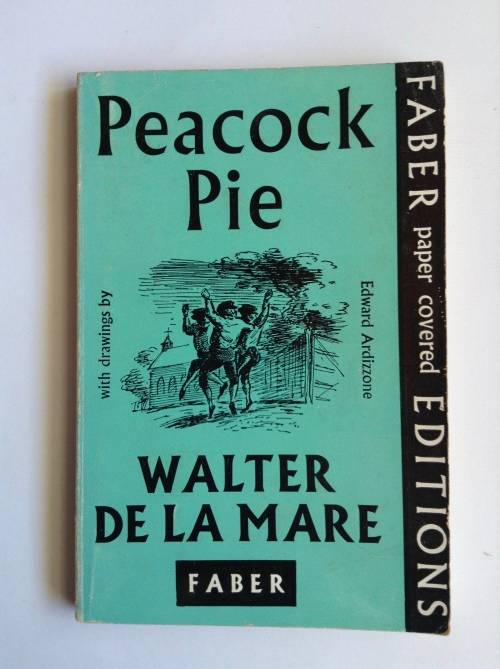 Peacock
Pie
with drawings by
Edward Ardizzone
WALTER
DE LA MARE
FABER
FABER paper covered EDITIONS